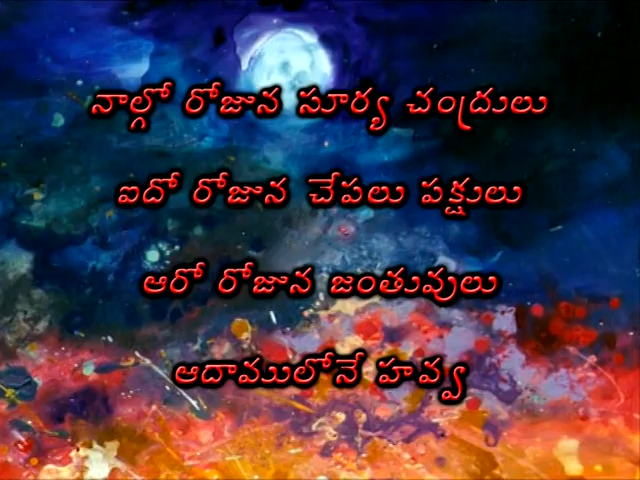 నాల్గో రోజున సూర్య చంద్రులు
ఐదో రోజున చేపలు పక్షులు
ఆరో రోజున జంతువులు
ఆదాములోనే హవ్వ